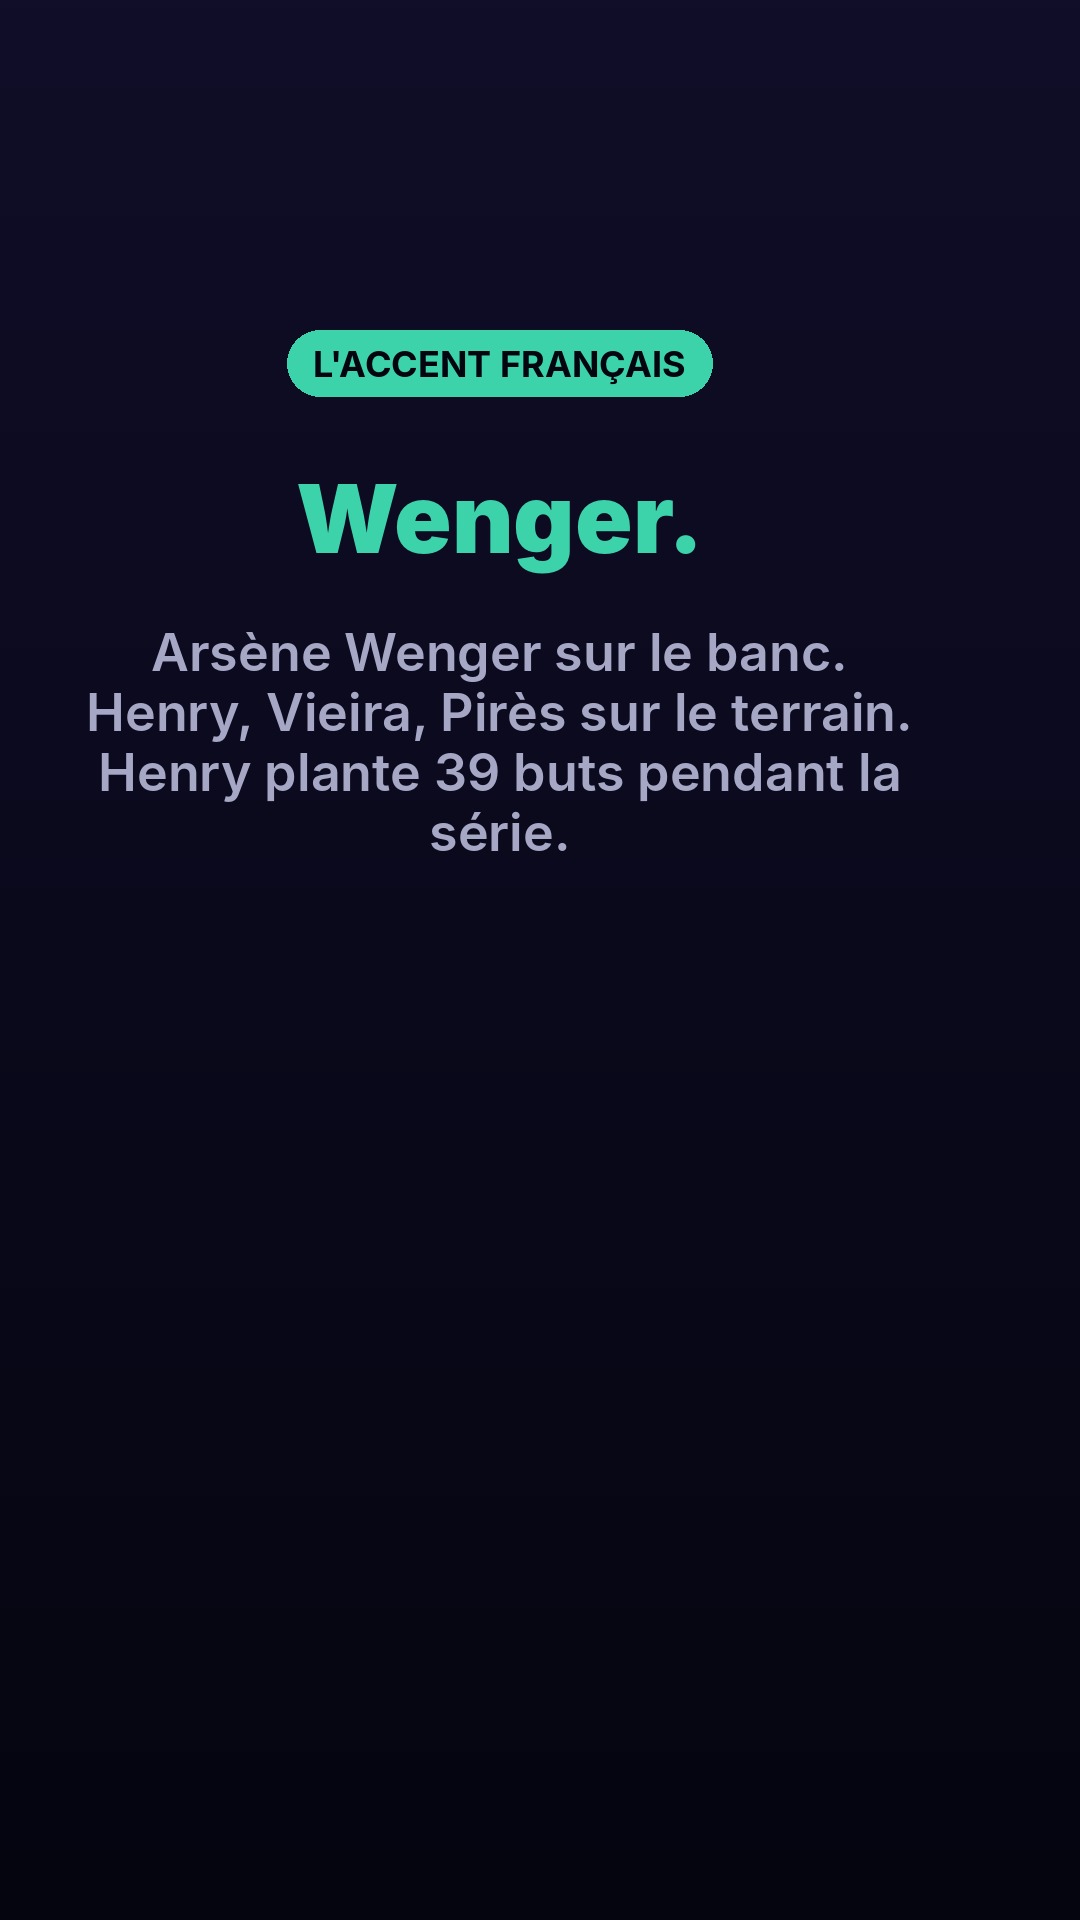 L'ACCENT FRANÇAIS
Wenger.
Arsène Wenger sur le banc.
Henry, Vieira, Pirès sur le terrain.
Henry plante 39 buts pendant la
série.